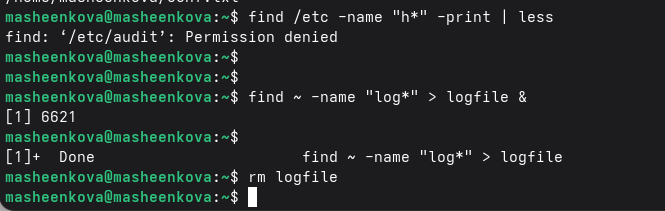 masheenkova@masheenkova:~$ find /etc -name "h*" -print | less
find: ‘/etc/audit’: Permission denied
masheenkova@masheenkova:~$
masheenkova@masheenkova:~$
masheenkova@masheenkova:~$ find ~ -name "log*" > logfile &
[1] 6621
masheenkova@masheenkova:~$
[1]+  Done                    find ~ -name "log*" > logfile
masheenkova@masheenkova:~$ rm logfile
masheenkova@masheenkova:~$